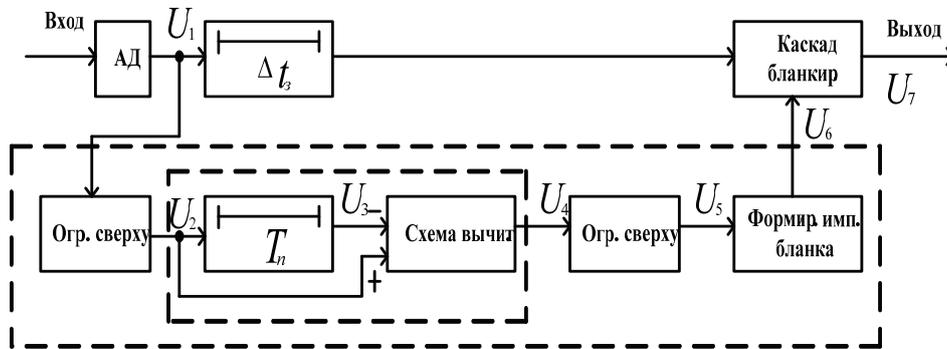 Вход
U1
АД
Δtз
Каскад
бланкир
Выход
U7
U6
Огр. сверху
U2
Tп
U3
–
+
Схема вычит
U4
Огр. сверху
U5
Формир. имп.
бланка